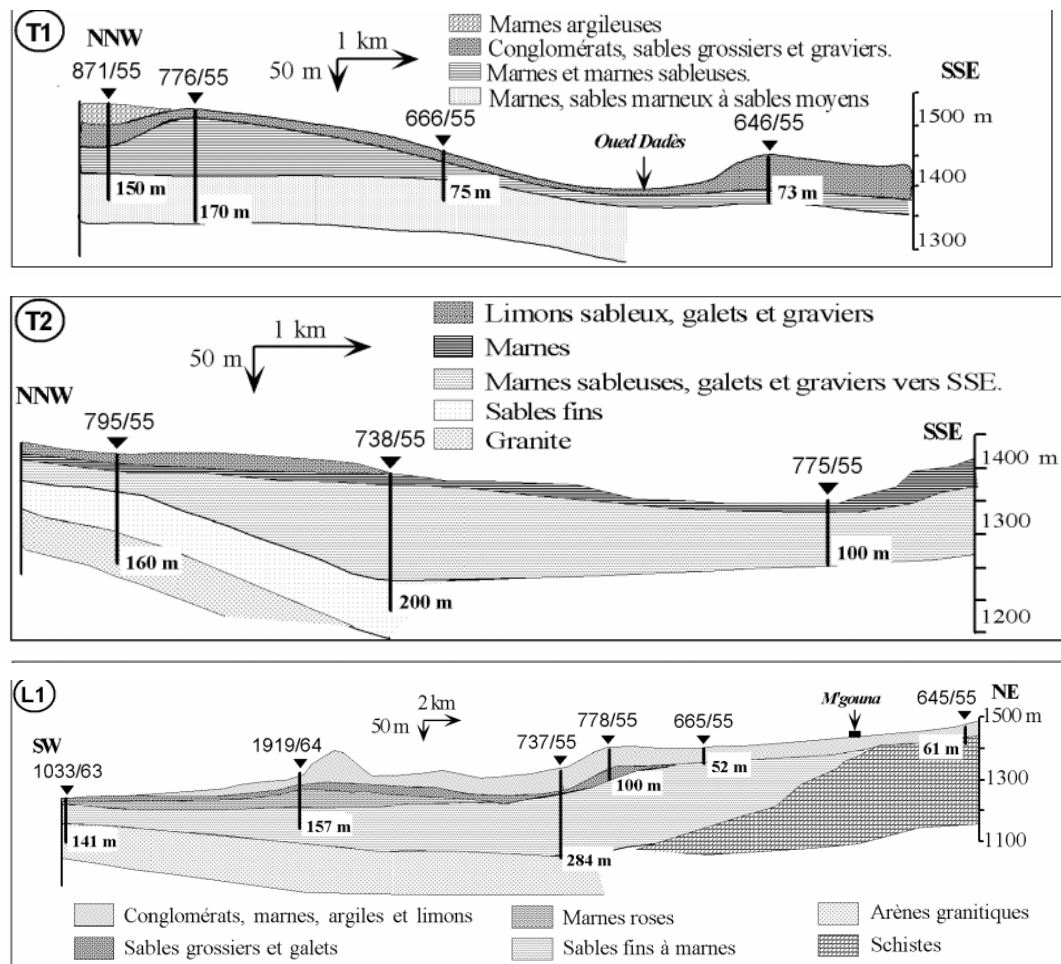 T1
NNW
871/55
776/55
50 m
1 km
Marnes argileuses
Conglomérats, sables grossiers et graviers.
Marnes et marnes sableuses.
Marnes, sables marneux à sables moyens
SSE
666/55
Oued Dadès
646/55
1500 m
1400
1300
150 m
170 m
75 m
73 m
T2
NNW
50 m
1 km
Limons sableux, galets et graviers
Marnes
Marnes sableuses, galets et graviers vers SSE.
Sables fins
Granite
795/55
738/55
775/55
SSE
1400 m
1300
1200
160 m
200 m
100 m
L1
SW
1033/63
1919/64
50 m
2 km
737/55
778/55
665/55
M'gouna
645/55
NE
1500 m
1300
1100
141 m
157 m
284 m
100 m
52 m
61 m
Conglomérats, marnes, argiles et limons
Marnes roses
Arènes granitiques
Sables grossiers et galets
Sables fins à marnes
Schistes